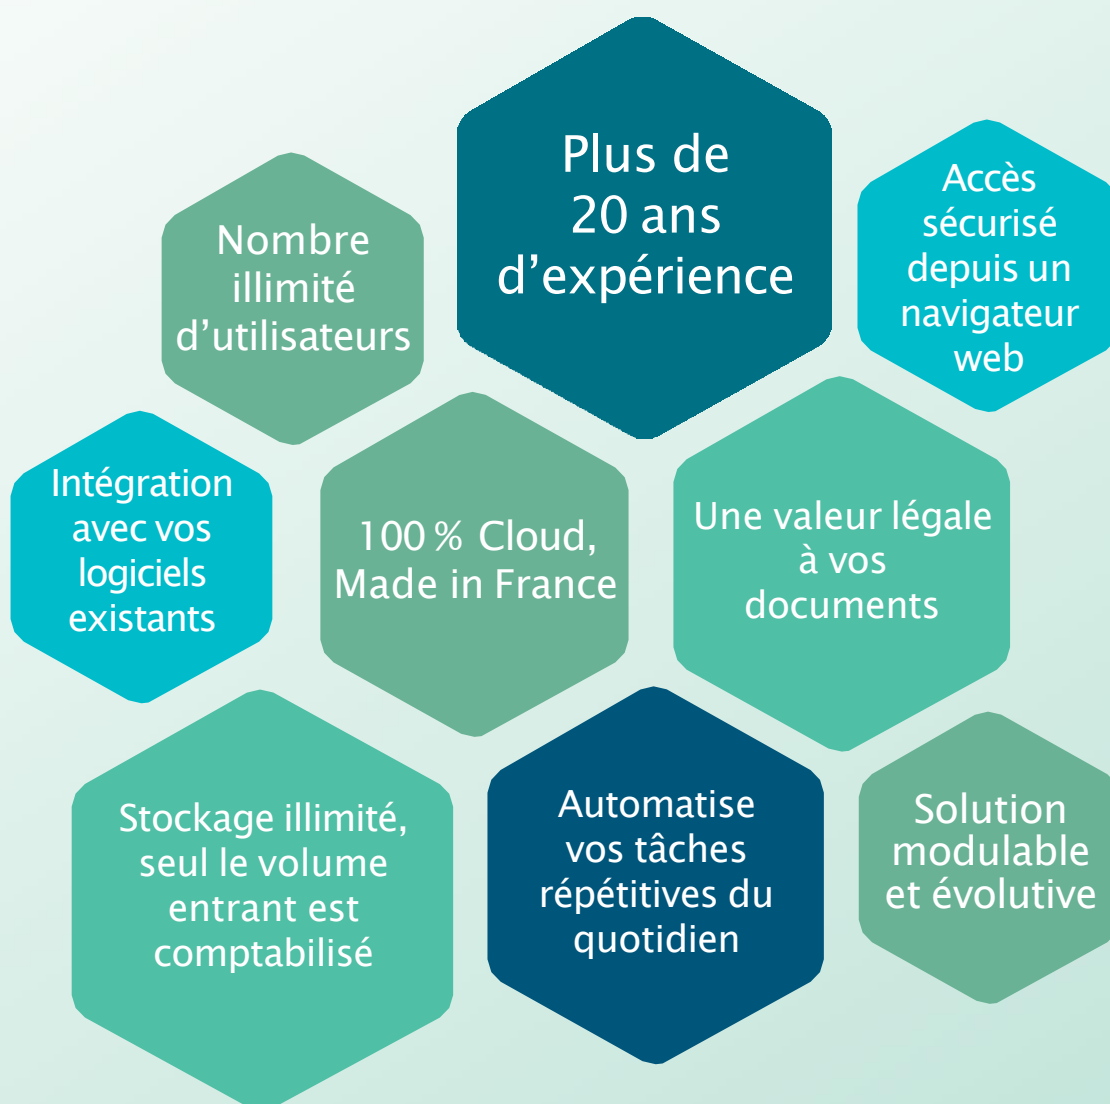 Plus de
20 ans
d’expérience
Nombre
illimité
d’utilisateurs
Accès
sécurisé
depuis un
navigateur
web
Intégration
avec vos
logiciels
existants
100 % Cloud,
Made in France
Une valeur légale
à vos
documents
Stockage illimité,
seul le volume
entrant est
comptabilisé
Automatise
vos tâches
répétitives du
quotidien
Solution
modulable
et évolutive